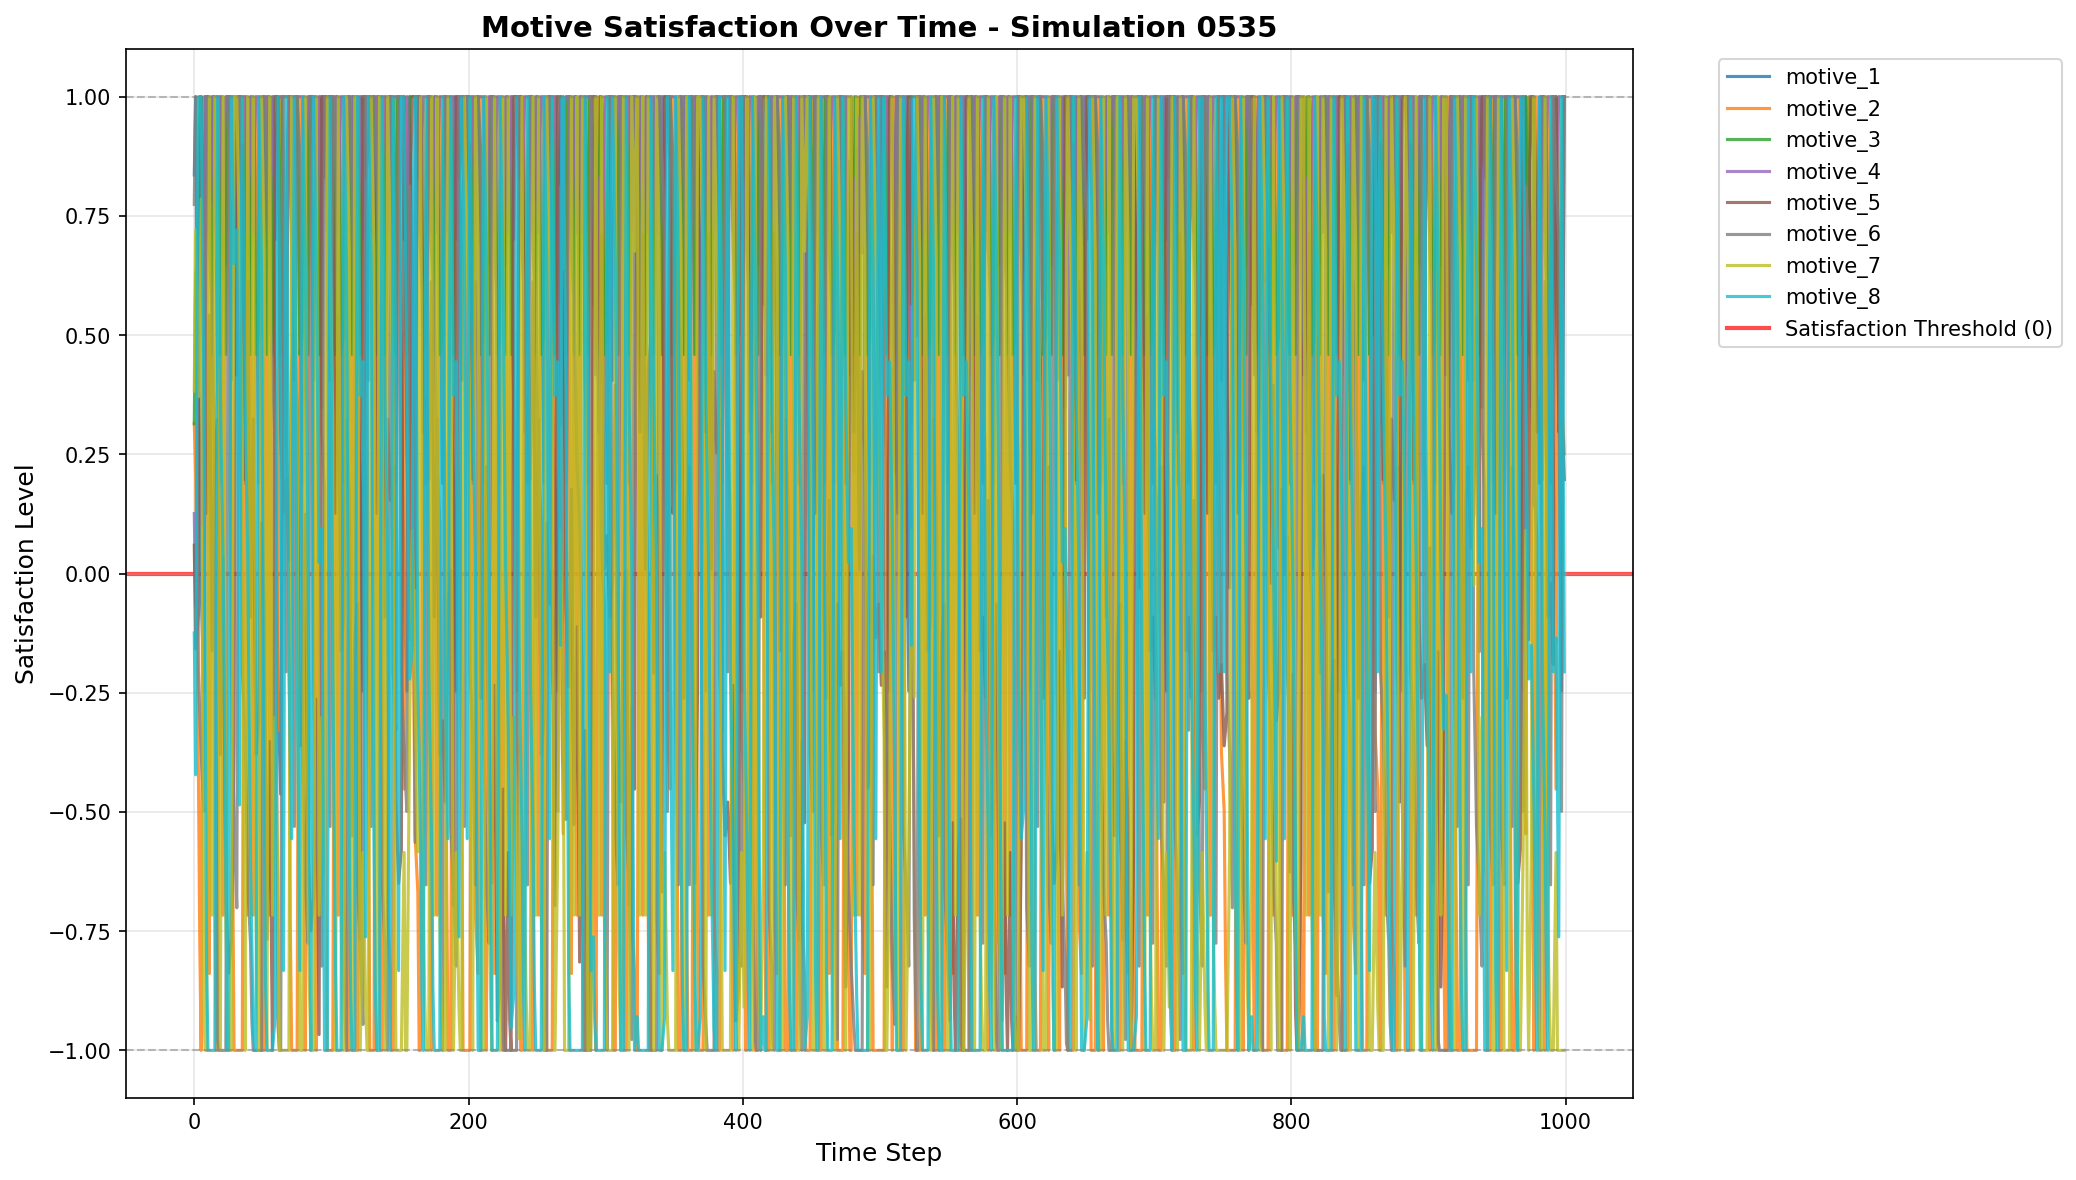 Motive Satisfaction Over Time - Simulation 0535
Satisfaction Level
1.00
0.75
0.50
0.25
0.00
−0.25
−0.50
−0.75
−1.00
0
200
400
600
800
1000
Time Step
motive_1
motive_2
motive_3
motive_4
motive_5
motive_6
motive_7
motive_8
Satisfaction Threshold (0)